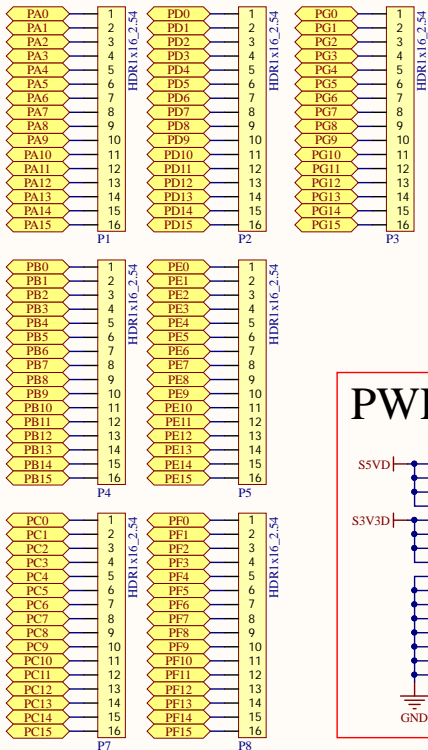 PA0 1
PA1 2
PA2 3
PA3 4
PA4 5
PA5 6
PA6 7
PA7 8
PA8 9
PA9 10
PA10 11
PA11 12
PA12 13
PA13 14
PA14 15
PA15 16
HDR1x16_2.54
P1
PD0 1
PD1 2
PD2 3
PD3 4
PD4 5
PD5 6
PD6 7
PD7 8
PD8 9
PD9 10
PD10 11
PD11 12
PD12 13
PD13 14
PD14 15
PD15 16
HDR1x16_2.54
P2
PG0 1
PG1 2
PG2 3
PG3 4
PG4 5
PG5 6
PG6 7
PG7 8
PG8 9
PG9 10
PG10 11
PG11 12
PG12 13
PG13 14
PG14 15
PG15 16
HDR1x16_2.54
P3
PB0 1
PB1 2
PB2 3
PB3 4
PB4 5
PB5 6
PB6 7
PB7 8
PB8 9
PB9 10
PB10 11
PB11 12
PB12 13
PB13 14
PB14 15
PB15 16
HDR1x16_2.54
P4
PE0 1
PE1 2
PE2 3
PE3 4
PE4 5
PE5 6
PE6 7
PE7 8
PE8 9
PE9 10
PE10 11
PE11 12
PE12 13
PE13 14
PE14 15
PE15 16
HDR1x16_2.54
P5
PC0 1
PC1 2
PC2 3
PC3 4
PC4 5
PC5 6
PC6 7
PC7 8
PC8 9
PC9 10
PC10 11
PC11 12
PC12 13
PC13 14
PC14 15
PC15 16
HDR1x16_2.54
P7
PF0 1
PF1 2
PF2 3
PF3 4
PF4 5
PF5 6
PF6 7
PF7 8
PF8 9
PF9 10
PF10 11
PF11 12
PF12 13
PF13 14
PF14 15
PF15 16
HDR1x16_2.54
P8
PW
S5VD
S3V3D
GND